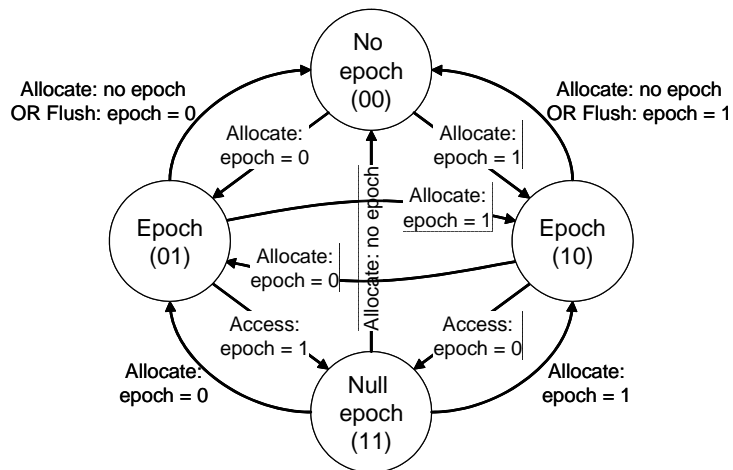 No
epoch
(00)
Allocate: no epoch
OR Flush: epoch = 0
Allocate: no epoch
OR Flush: epoch = 1
Allocate:
epoch = 0
Allocate:
epoch = 1
Epoch
(01)
Allocate:
epoch = 1
Epoch
(10)
Allocate:
epoch = 0
Allocate: no epoch
Access:
epoch = 1
Access:
epoch = 0
Allocate:
epoch = 0
Null
epoch
(11)
Allocate:
epoch = 1